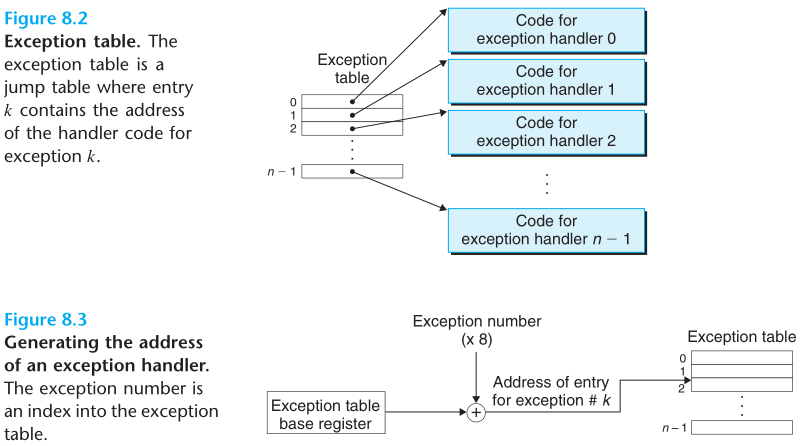 Figure 8.2
Exception table. The
exception table is a
jump table where entry
k contains the address
of the handler code for
exception k.
Exception
table
0
1
2
n − 1
Code for
exception handler 0
Code for
exception handler 1
Code for
exception handler 2
Code for
exception handler n − 1
Figure 8.3
Generating the address
of an exception handler.
The exception number is
an index into the exception
table.
Exception number
(x 8)
Exception table
base register
+
Address of entry
for exception # k
Exception table
0
1
2
n − 1